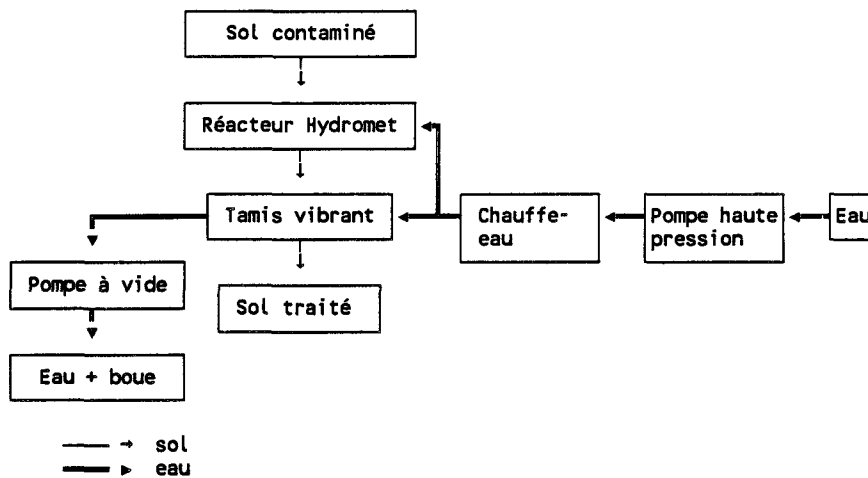 Sol contaminé
Réacteur Hydromet
Tamis vibrant
Chauffe-
eau
Pompe haute
pression
Eau
Pompe à vide
Sol traité
Eau + boue
sol
eau